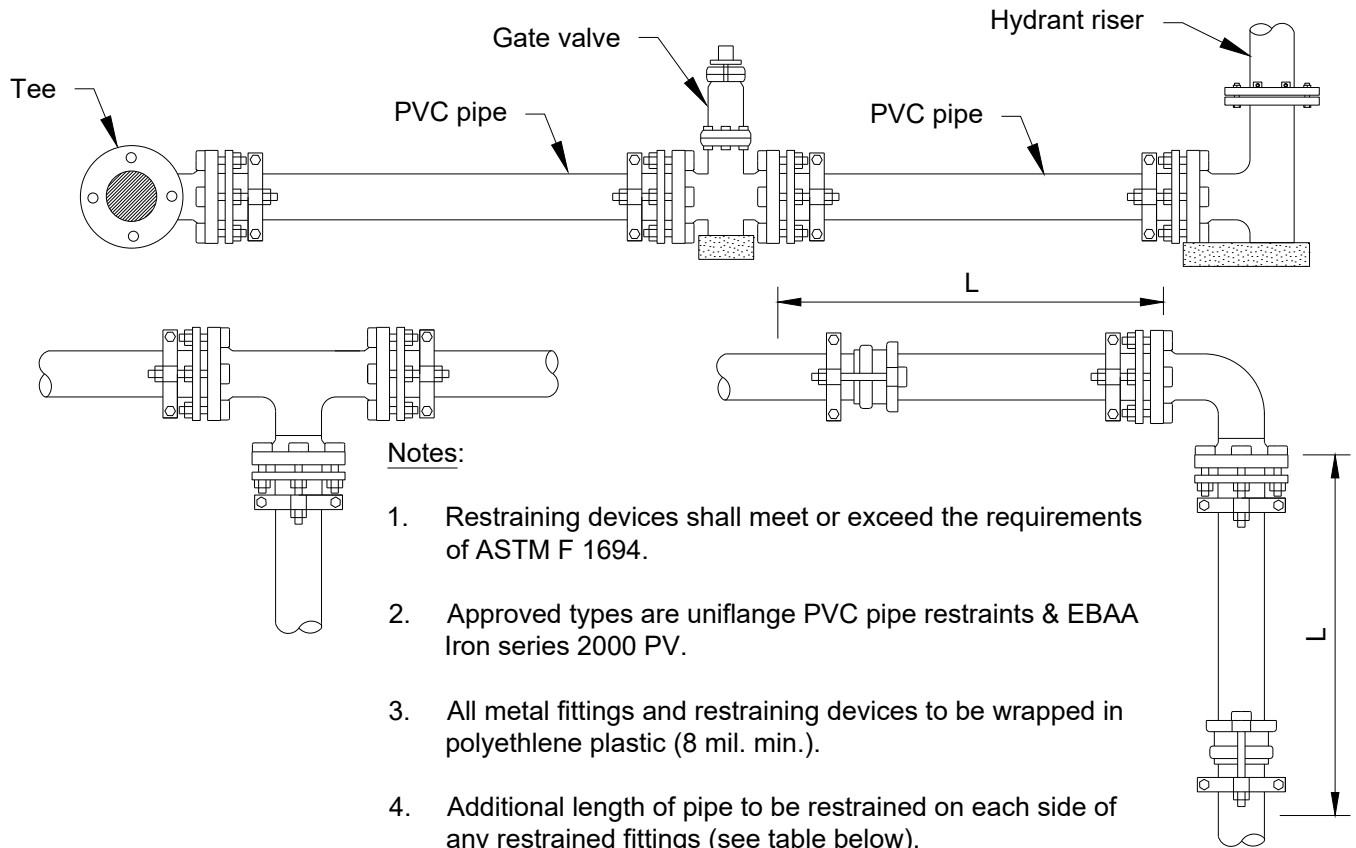 Hydrant riser
Gate valve
Tee
PVC pipe
PVC pipe
L
Notes:
1. Restraining devices shall meet or exceed the requirements
of ASTM F 1694.
2. Approved types are uniflange PVC pipe restraints & EBAA
Iron series 2000 PV.
L
3. All metal fittings and restraining devices to be wrapped in
polyethlene plastic (8 mil. min.).
4. Additional length of pipe to be restrained on each side of
any restrained fittings (see table below).